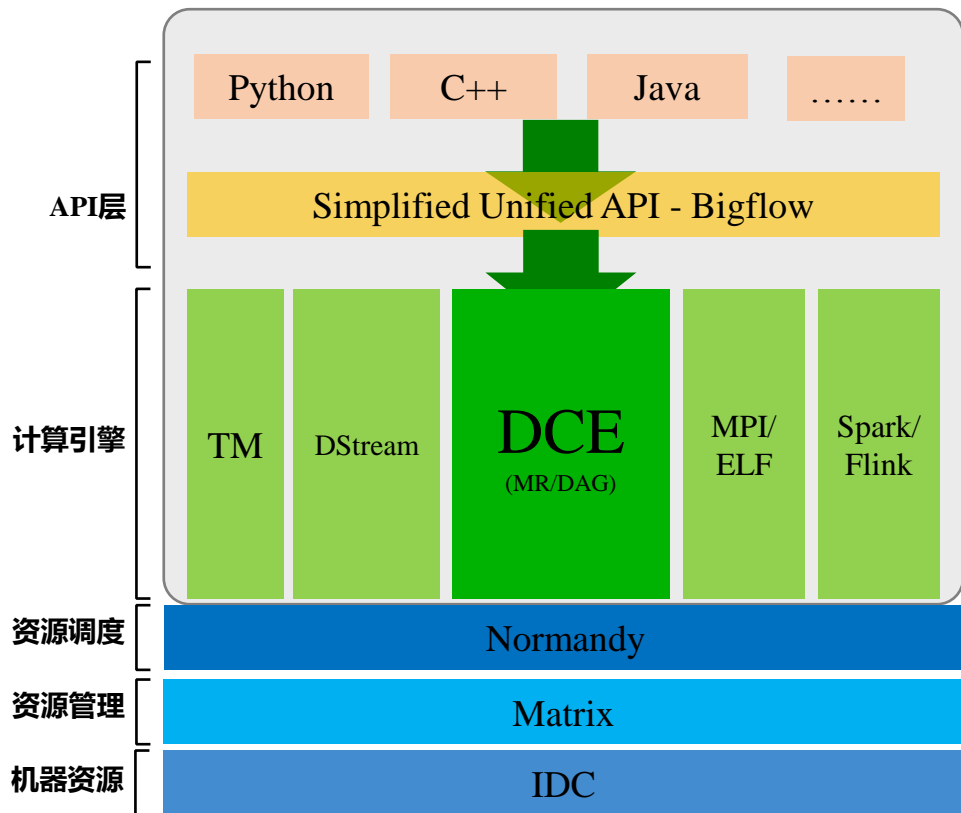 API层
Python
C++
Java
……
Simplified Unified API - Bigflow
计算引擎
TM
DStream
DCE
(MR/DAG)
MPI/
ELF
Spark/
Flink
资源调度
Normandy
资源管理
Matrix
机器资源
IDC